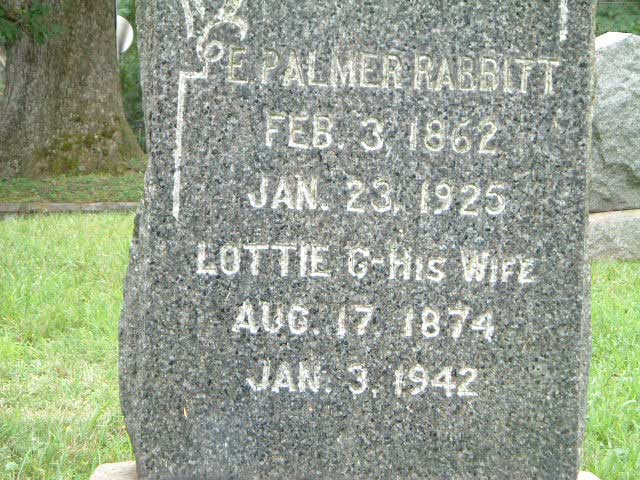 E. PALMER RABBITT
FEB. 3, 1862
JAN. 23, 1925
LOTTIE G-HIS WIFE
AUG. 17, 1874
JAN. 3, 1942